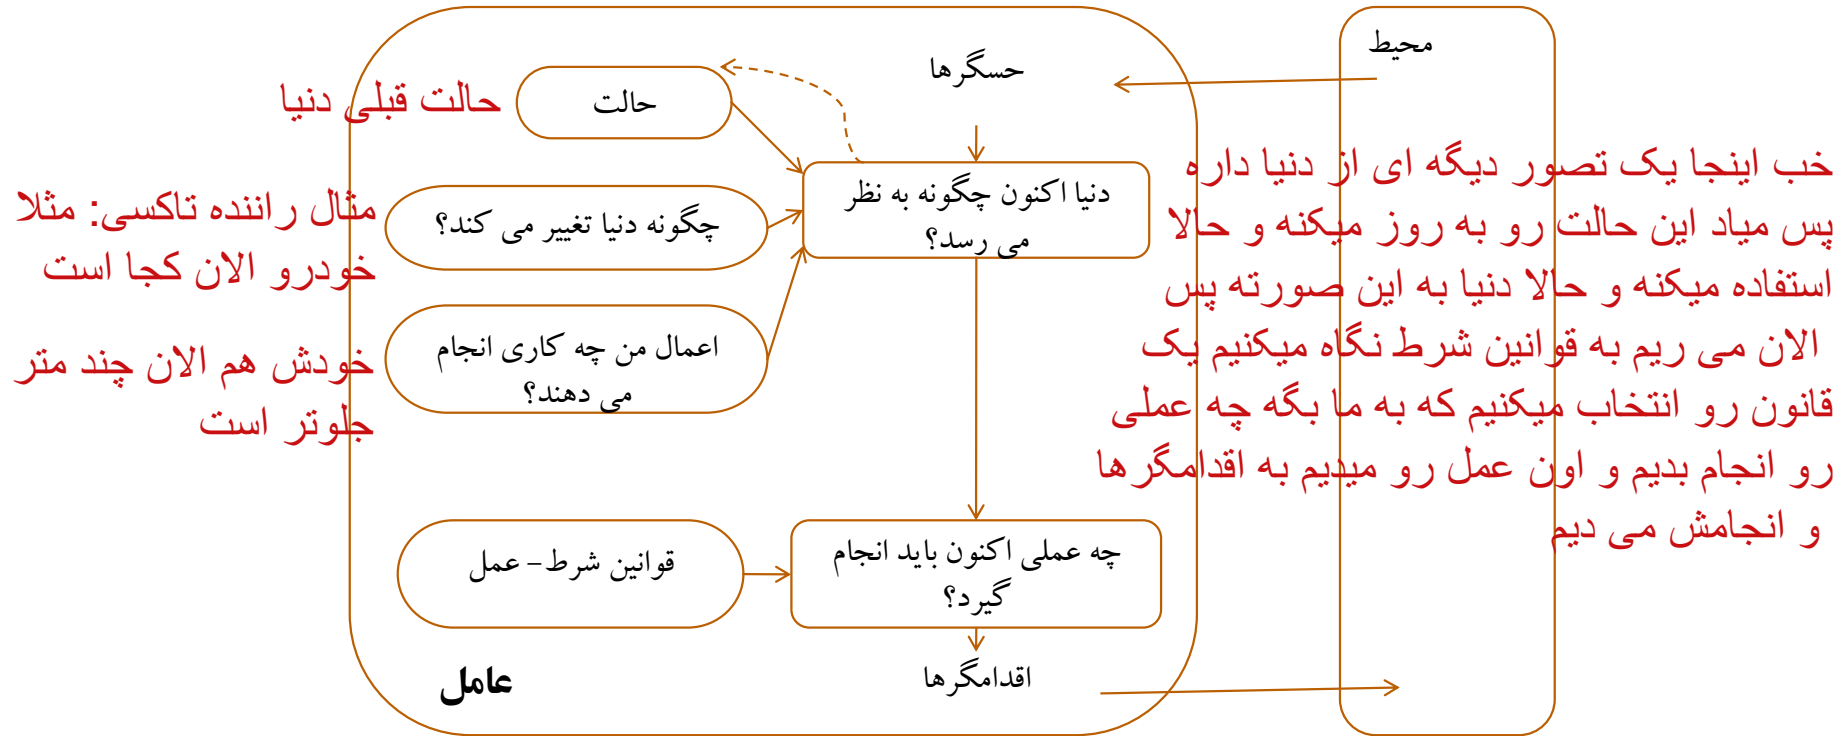 محیط
حسگرها
حالت
حالت قبلی دنیا
دنیا اکنون چگونه به نظر
می رسد؟
چگونه دنیا تغییر می کند؟
مثال راننده تاکسی: مثلا
خودرو الان کجا است
اعمال من چه کاری انجام
می دهند؟
خودش هم الان چند متر
جلوتر است
خب اینجا یک تصور دیگه ای از دنیا داره
پس میاد این حالت رو به روز میکنه و حالا
استفاده میکنه و حالا دنیا به این صورته پس
الان می ریم به قوانین شرط نگاه میکنیم یک
قانون رو انتخاب میکنیم که به ما بگه چه عملی
رو انجام بدیم و اون عمل رو میدیم به اقدامگرها
و انجامش می دیم
چه عملی اکنون باید انجام
گیرد؟
قوانین شرط- عمل
اقدامگرها
عامل